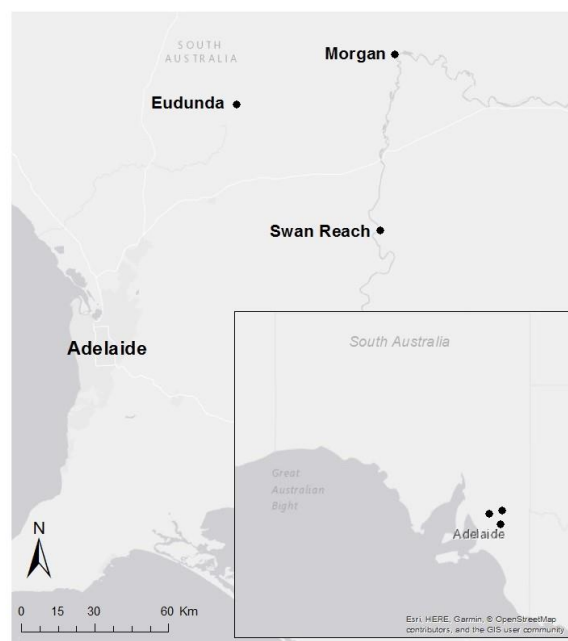 SOUTH
AUSTRALIA
Morgan
Eudunda
Swan Reach
Adelaide
South Australia
Great
Australian
Bight
Adelaide
N
0 15 30 60 Km
Esri, HERE, Garmin, © OpenStreetMap
contributors, and the GIS user community